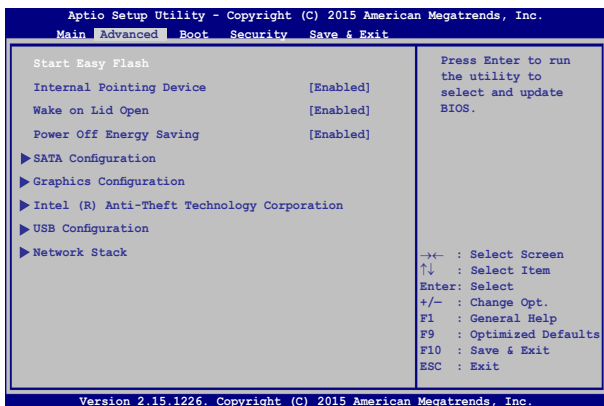 Aptio Setup Utility - Copyright (C) 2015 American Megatrends, Inc.
Main Advanced Boot Security Save & Exit
Start Easy Flash
Internal Pointing Device [Enabled]
Wake on Lid Open [Enabled]
Power Off Energy Saving [Enabled]
SATA Configuration
Graphics Configuration
Intel (R) Anti-Theft Technology Corporation
USB Configuration
Network Stack
Press Enter to run
the utility to
select and update
BIOS.
→← : Select Screen
↑↓ : Select Item
Enter: Select
+/— : Change Opt.
F1 : General Help
F9 : Optimized Defaults
F10 : Save & Exit
ESC : Exit
Version 2.15.1226. Copyright (C) 2015 American Megatrends, Inc.